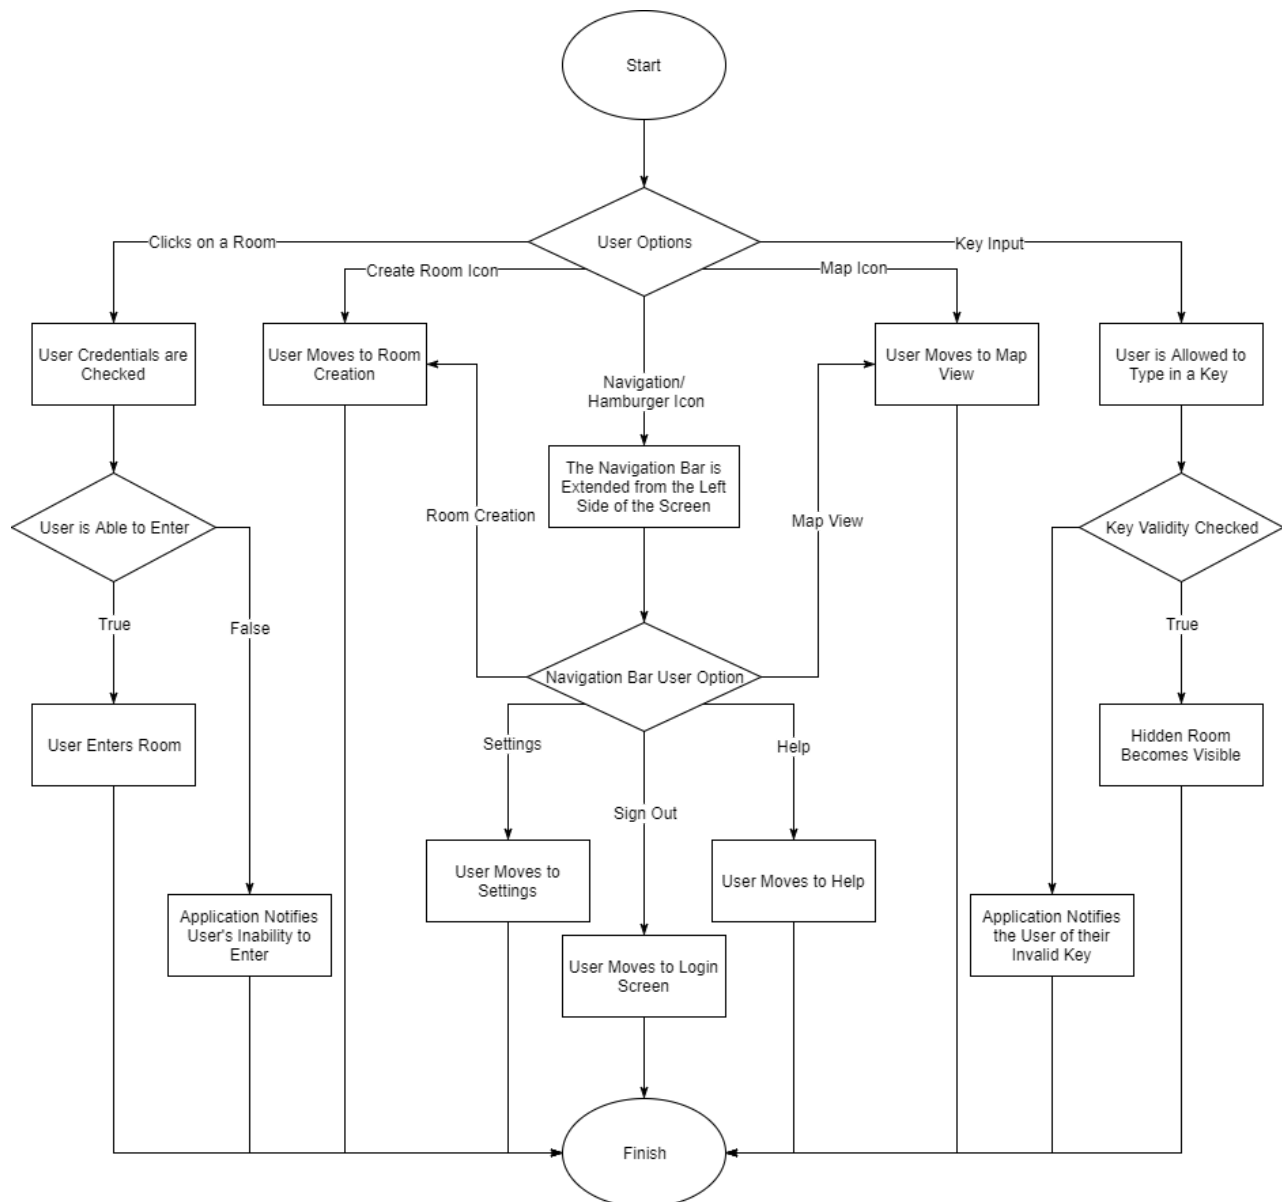 Start
User Options
Clicks on a Room
Key Input
Create Room Icon
Map Icon
User Credentials are
Checked
User Moves to Room
Creation
User Moves to Map
View
User is Allowed to
Type in a Key
Navigation/
Hamburger Icon
The Navigation Bar is
Extended from the Left
Side of the Screen
Room Creation
Map View
User is Able to Enter
Key Validity Checked
True
False
True
Navigation Bar User Option
User Enters Room
Settings
Help
Hidden Room
Becomes Visible
Sign Out
User Moves to
Settings
User Moves to Help
Application Notifies
User's Inability to
Enter
User Moves to Login
Screen
Application Notifies
the User of their
Invalid Key
Finish